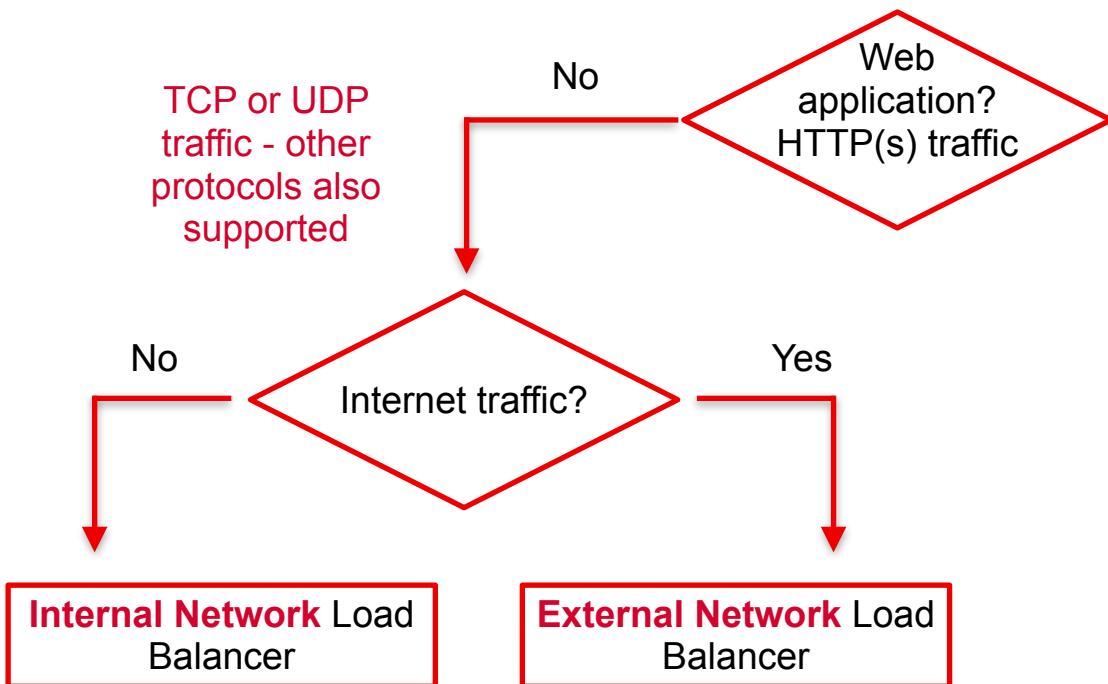 Web
application?
HTTP(s) traffic
No
TCP or UDP
traffic - other
protocols also
supported
No
Internet traffic?
Yes
Internal Network Load
Balancer
External Network Load
Balancer